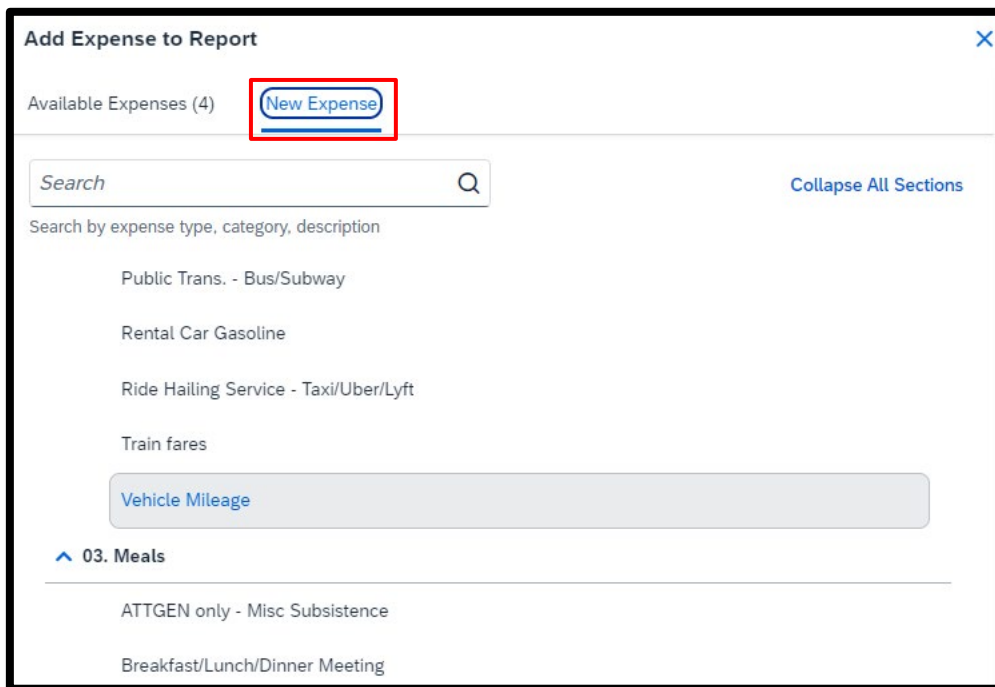 Add Expense to Report
Available Expenses (4) New Expense
Search Collapse All Sections
Search by expense type, category, description
Public Trans. - Bus/Subway
Rental Car Gasoline
Ride Hailing Service - Taxi/Uber/Lyft
Train fares
Vehicle Mileage
03. Meals
ATTGEN only - Misc Subsistence
Breakfast/Lunch/Dinner Meeting